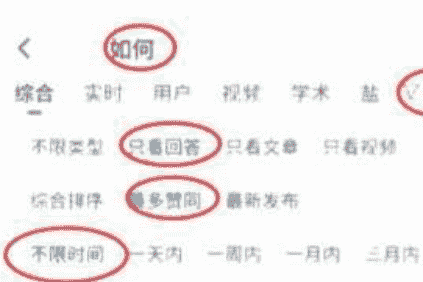 如何
综合 实时 用户 视频 学术 盐
不限类型 只看回答 只看文章 只看视频
综合排序 最多赞同 最新发布
不限时间 一天内 一周内 一月内 三月内